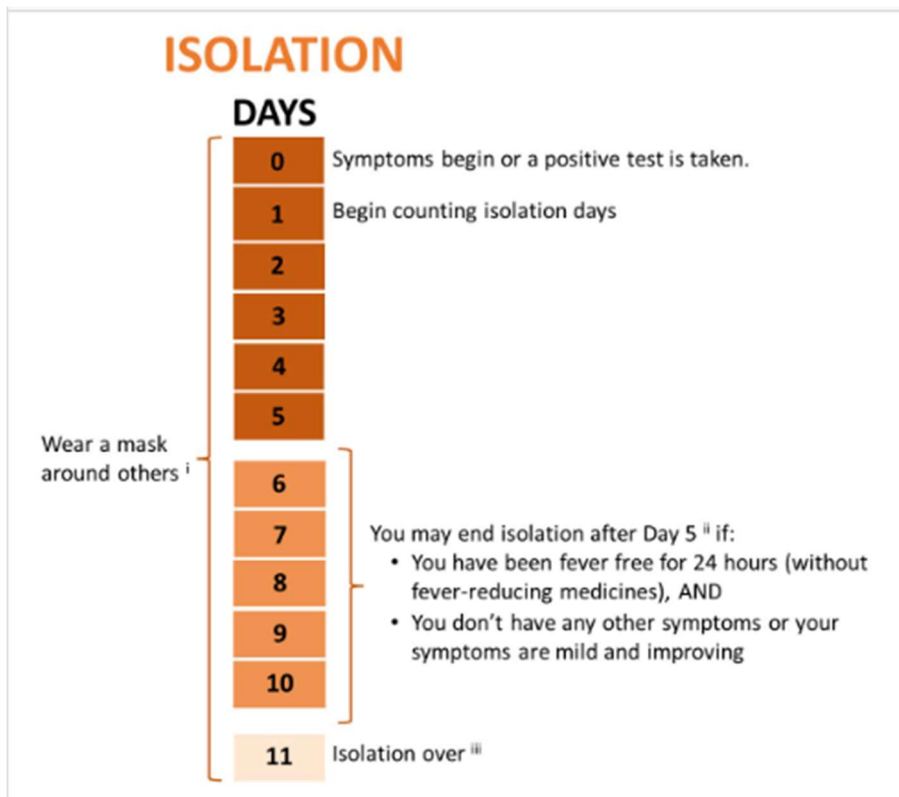 ISOLATION
DAYS
0 Symptoms begin or a positive test is taken.
1 Begin counting isolation days
2
3
4
5
Wear a mask
around others i
6
7
8
9
10
You may end isolation after Day 5 ii if:
• You have been fever free for 24 hours (without
fever-reducing medicines), AND
• You don't have any other symptoms or your
symptoms are mild and improving
11 Isolation over iii